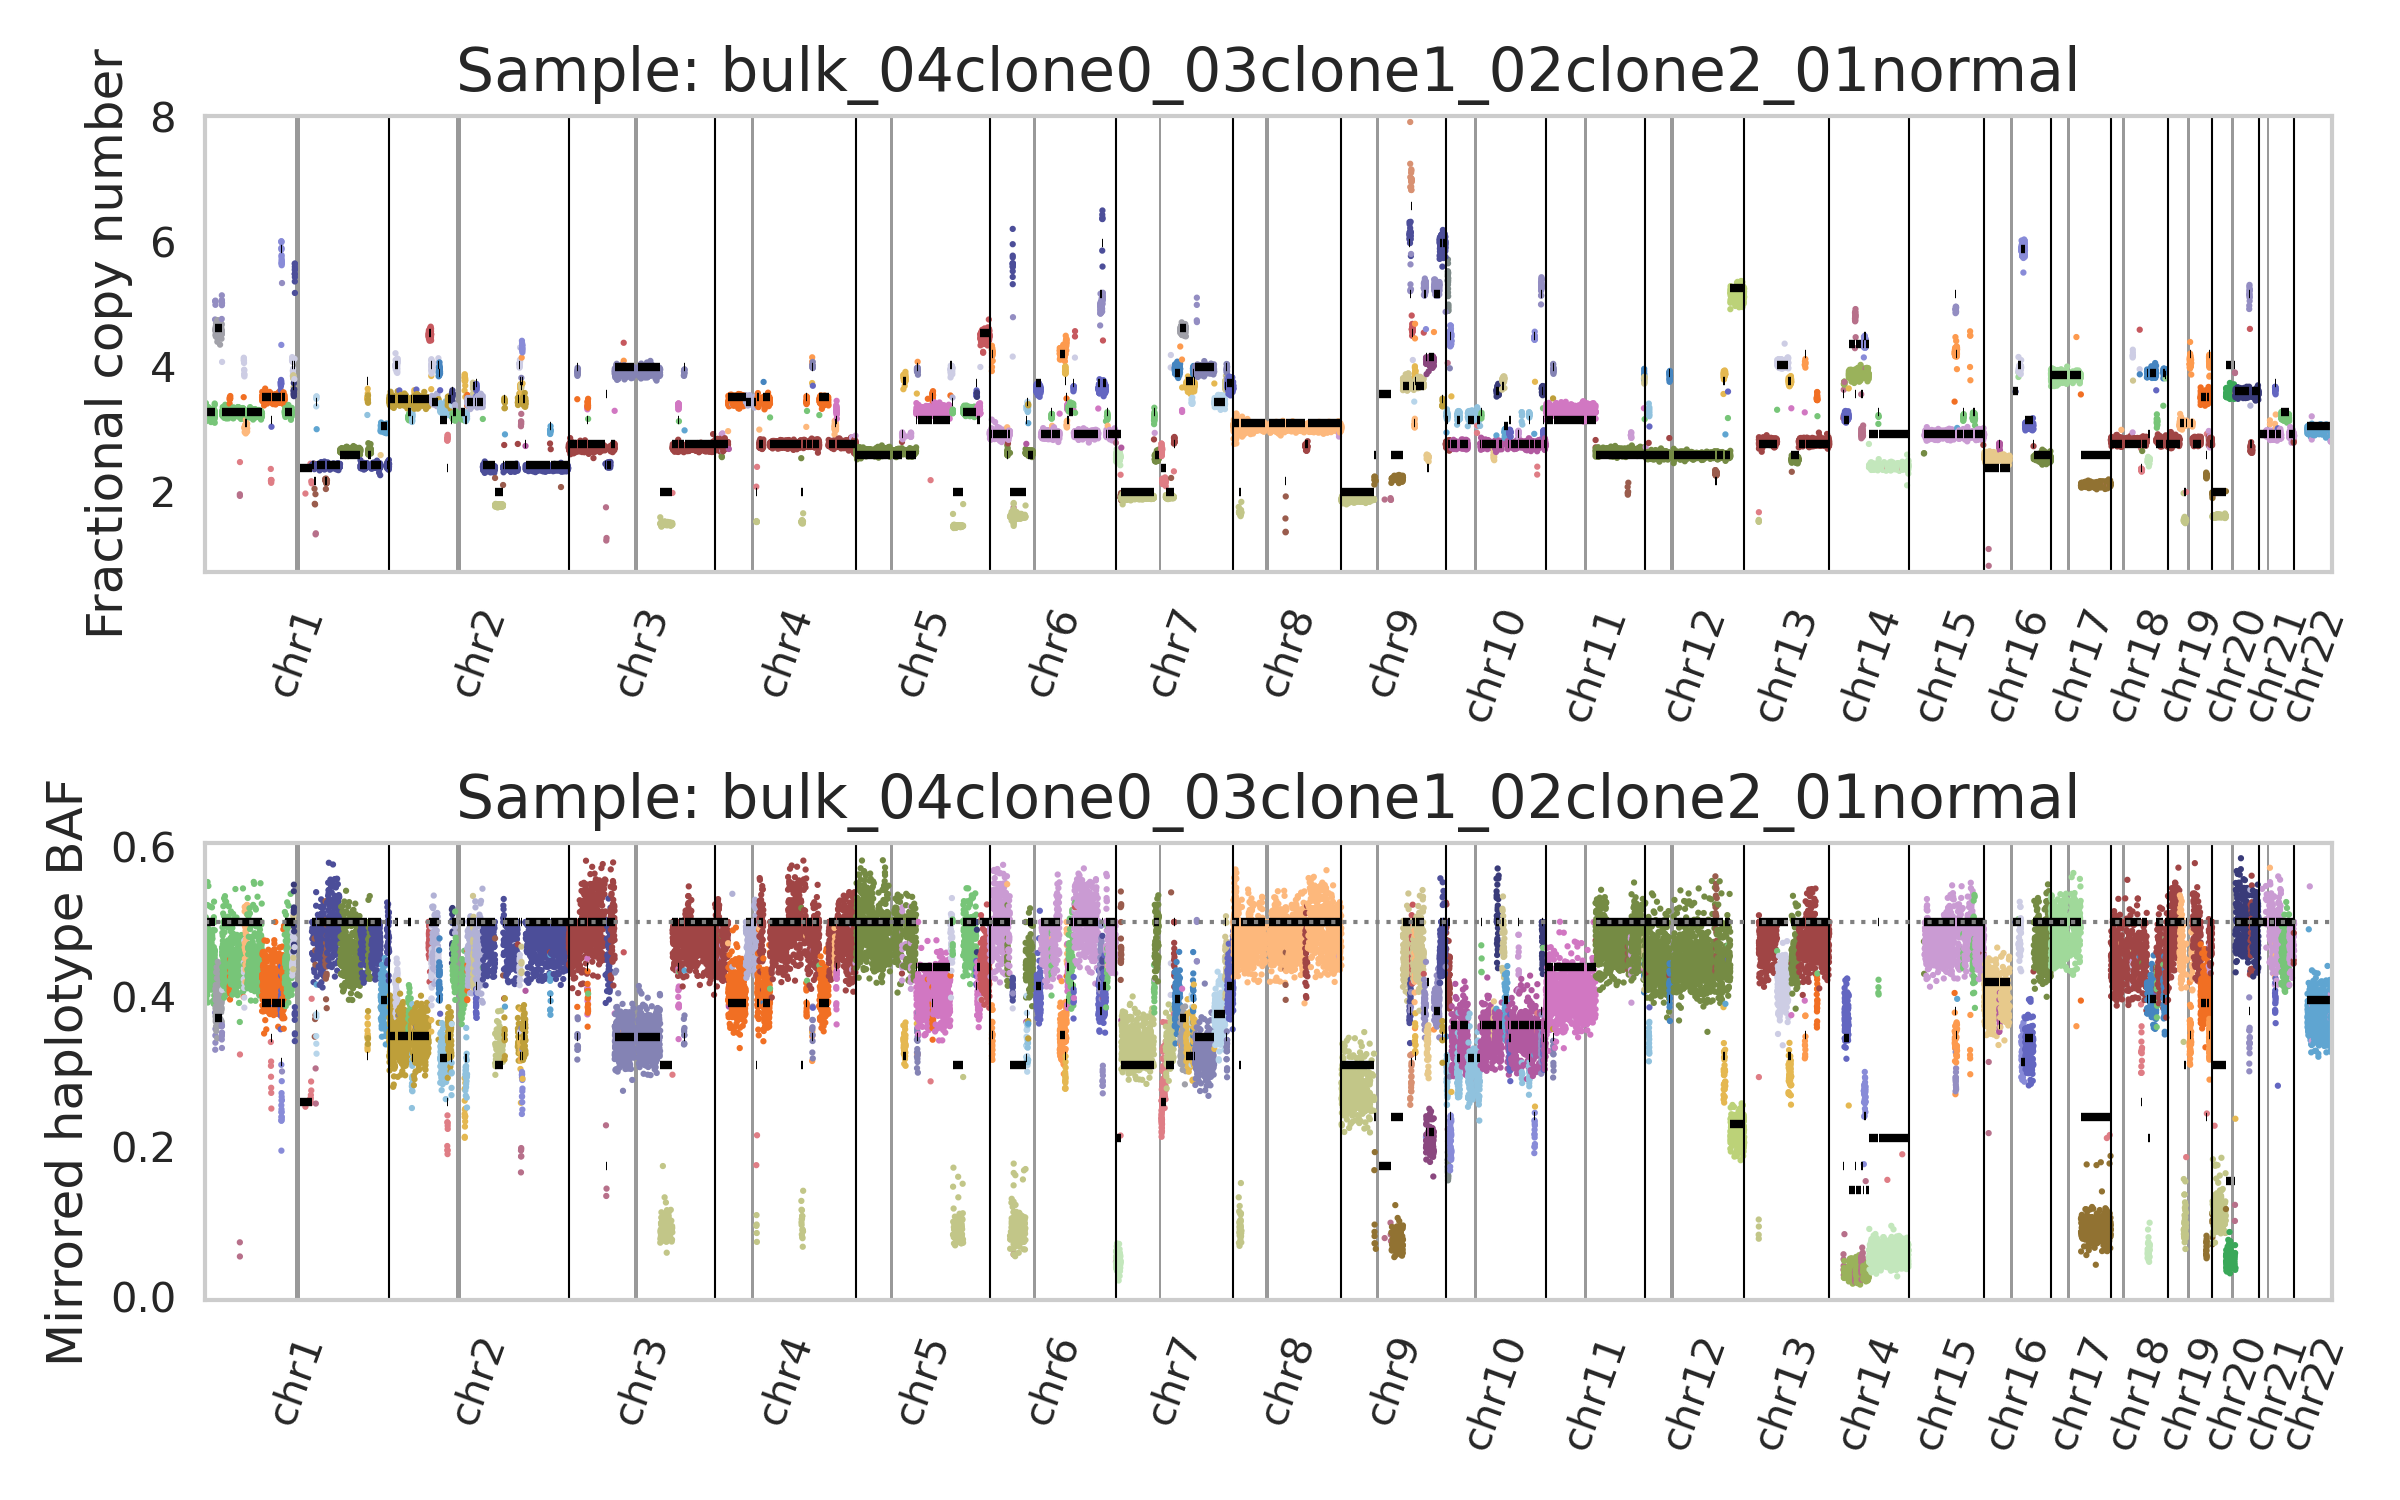 Sample: bulk_04clone0_03clone1_02clone2_01normal
Fractional copy number
8
6
4
2
chr1 chr2 chr3 chr4 chr5 chr6 chr7 chr8 chr9 chr10 chr11 chr12 chr13 chr14 chr15 chr16 chr17 chr18 chr19 chr20 chr21 chr22
Sample: bulk_04clone0_03clone1_02clone2_01normal
Mirrored haplotype BAF
0.6
0.4
0.2
0.0
chr1 chr2 chr3 chr4 chr5 chr6 chr7 chr8 chr9 chr10 chr11 chr12 chr13 chr14 chr15 chr16 chr17 chr18 chr19 chr20 chr21 chr22